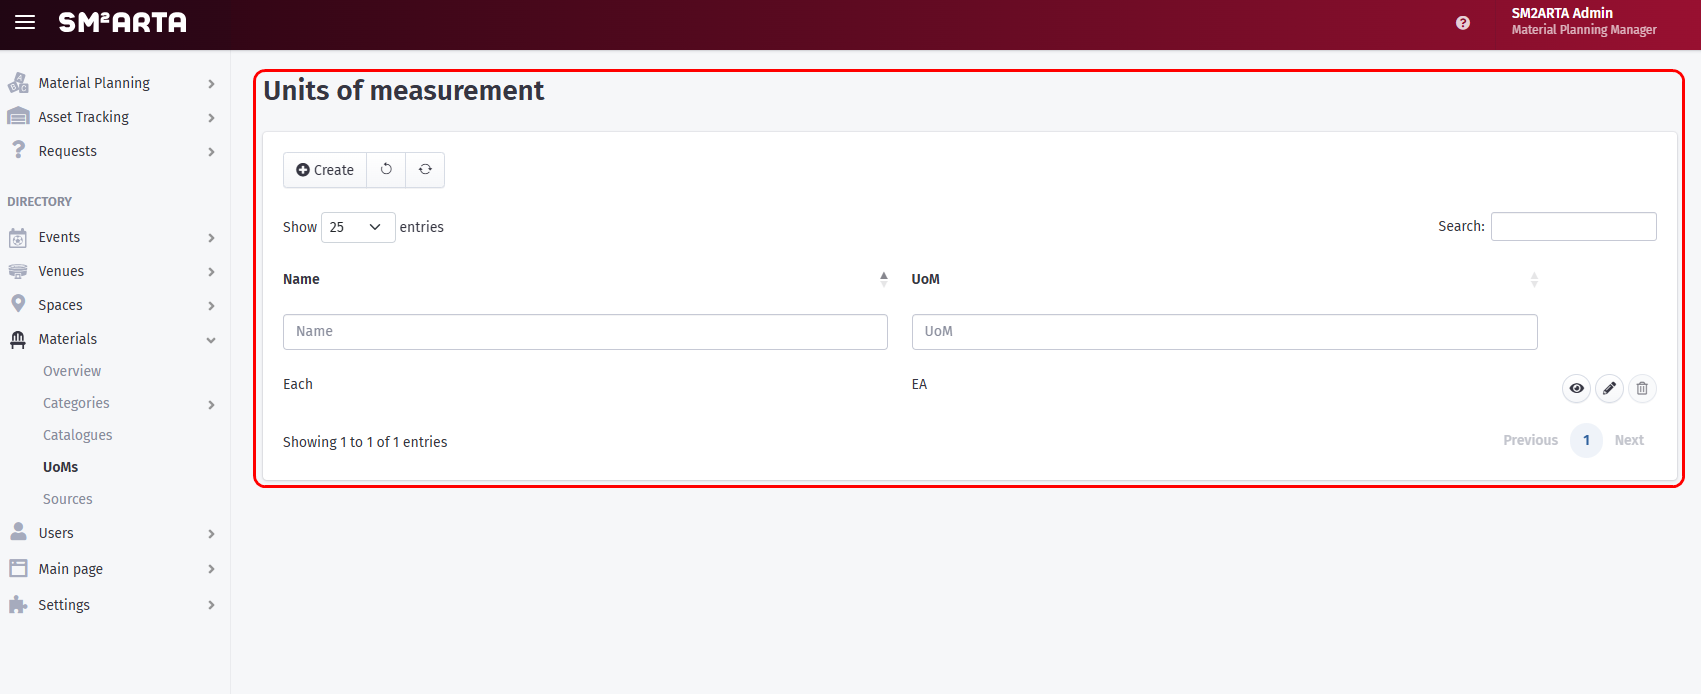 SM2ARTA
SM2ARTA Admin
Material Planning Manager
Material Planning
Asset Tracking
Requests
DIRECTORY
Events
Venues
Spaces
Materials
Overview
Categories
Catalogues
UoMs
Sources
Users
Main page
Settings
Units of measurement
Create
Show 25 entries
Search:
Name UoM
Name UoM
Each EA
Showing 1 to 1 of 1 entries
Previous 1 Next